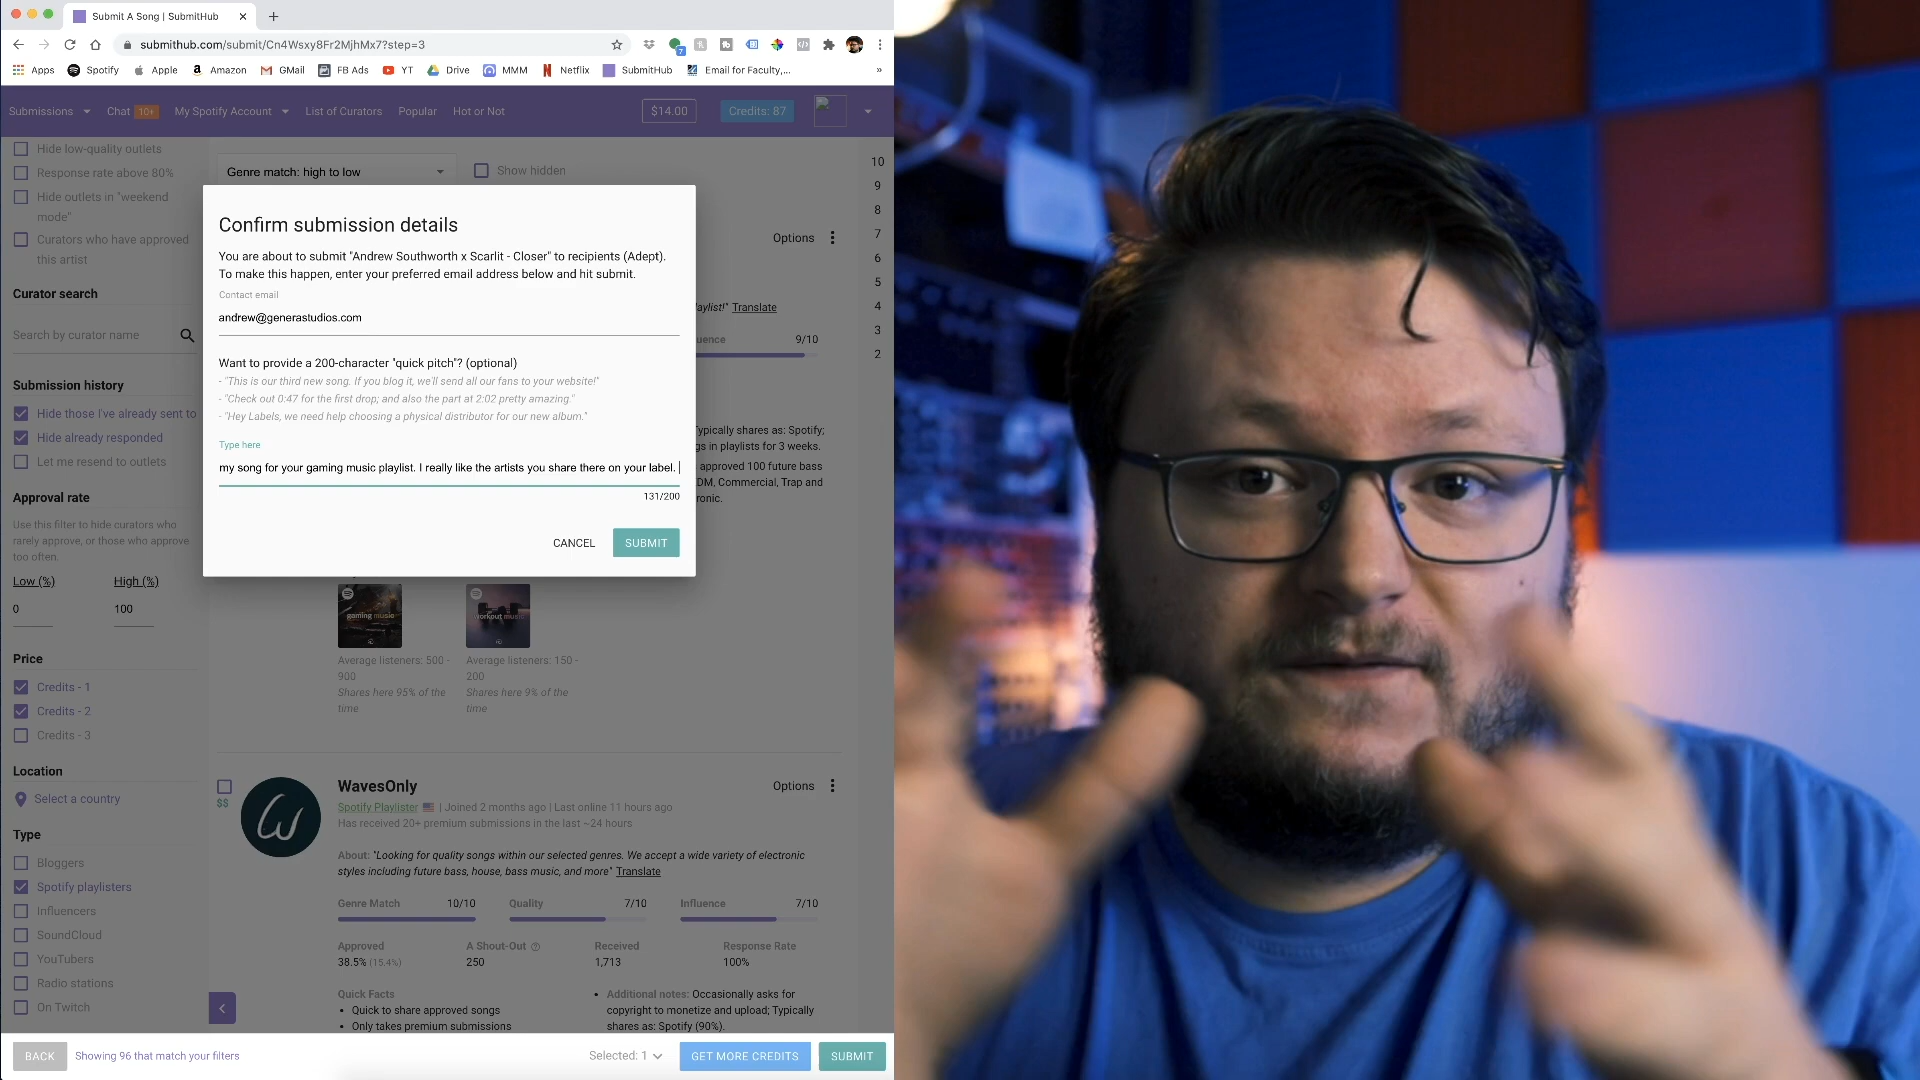 Submit A Song | SubmitHub
submithub.com/submit/Cn4Wsxy8Fr2MjhMx7?step=3
7
Apps Spotify Apple Amazon GMail FB Ads YT Drive MMM Netflix SubmitHub Email for Faculty,... »
Submissions Chat 10+ My Spotify Account List of Curators Popular Hot or Not $14.00 Credits: 87
Hide low-quality outlets
Response rate above 80%
Hide outlets in "weekend
mode"
Curators who have approved
this artist
Curator search
Search by curator name
Submission history
Hide those I've already sent to
Hide already responded
Let me resend to outlets
Approval rate
Use this filter to hide curators who
rarely approve, or those who approve
too often.
Low (%) High (%)
0 100
Price
Credits - 1
Credits - 2
Credits - 3
Location
Select a country
Type
Bloggers
Spotify playlisters
Influencers
SoundCloud
YouTubers
Radio stations
On Twitch
Genre match: high to low Show hidden
10
9
8
7
6
5
4
3
2
Options
aylist!" Translate
uence 9/10
ypically shares as: Spotify;
gs in playlists for 3 weeks.
approved 100 future bass
DM, Commercial, Trap and
ronic.
Confirm submission details
You are about to submit "Andrew Southworth x Scarlit - Closer" to recipients (Adept).
To make this happen, enter your preferred email address below and hit submit.
Contact email
andrew@generastudios.com
Want to provide a 200-character "quick pitch"? (optional)
- "This is our third new song. If you blog it, we'll send all our fans to your website!"
- "Check out 0:47 for the first drop; and also the part at 2:02 pretty amazing."
- "Hey Labels, we need help choosing a physical distributor for our new album."
Type here
my song for your gaming music playlist. I really like the artists you share there on your label.
131/200
CANCEL SUBMIT
gaming music workout music
Average listeners: 500 -
900
Shares here 95% of the
time
Average listeners: 150 -
200
Shares here 9% of the
time
$$
WavesOnly
Options
Spotify Playlister | Joined 2 months ago | Last online 11 hours ago
Has received 20+ premium submissions in the last ~24 hours
About: "Looking for quality songs within our selected genres. We accept a wide variety of electronic
styles including future bass, house, bass music, and more" Translate
Genre Match 10/10 Quality 7/10 Influence 7/10
Approved A Shout-Out Received Response Rate
38.5% (15.4%) 250 1,713 100%
Quick Facts
• Quick to share approved songs
• Only takes premium submissions
• Additional notes: Occasionally asks for
copyright to monetize and upload; Typically
shares as: Spotify (90%).
BACK Showing 96 that match your filters Selected: 1 GET MORE CREDITS SUBMIT